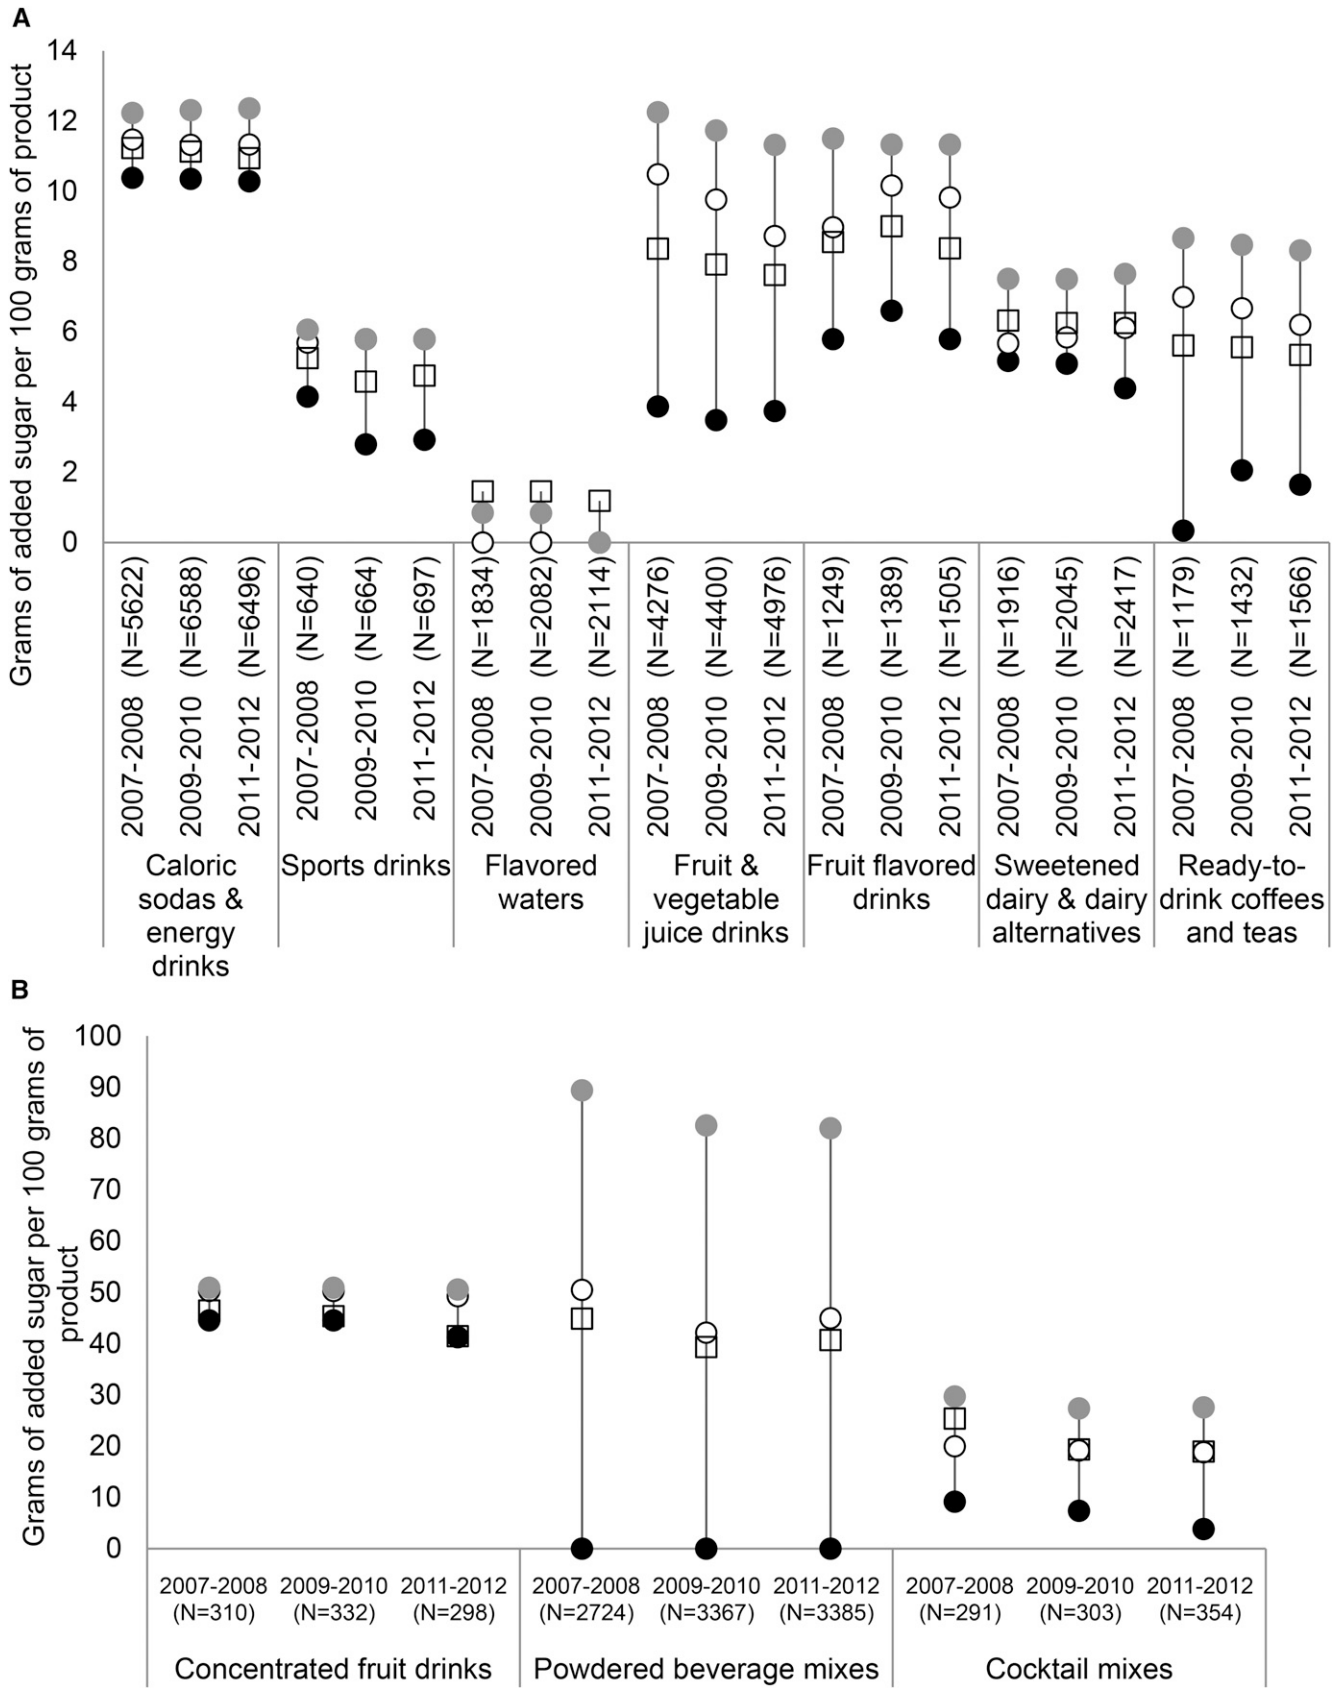 A
Grams of added sugar per 100 grams of product
14
12
10
8
6
4
2
0
2007-2008 (N=5622)
2009-2010 (N=6588)
2011-2012 (N=6496)
2007-2008 (N=640)
2009-2010 (N=664)
2011-2012 (N=697)
2007-2008 (N=1834)
2009-2010 (N=2082)
2011-2012 (N=2114)
2007-2008 (N=4276)
2009-2010 (N=4400)
2011-2012 (N=4976)
2007-2008 (N=1249)
2009-2010 (N=1389)
2011-2012 (N=1505)
2007-2008 (N=1916)
2009-2010 (N=2045)
2011-2012 (N=2417)
2007-2008 (N=1179)
2009-2010 (N=1432)
2011-2012 (N=1566)
Caloric
sodas &
energy
drinks
Sports drinks
Flavored
waters
Fruit &
vegetable
juice drinks
Fruit flavored
drinks
Sweetened
dairy & dairy
alternatives
Ready-to-
drink coffees
and teas
B
Grams of added sugar per 100 grams of
product
100
90
80
70
60
50
40
30
20
10
0
2007-2008
(N=310)
2009-2010
(N=332)
2011-2012
(N=298)
2007-2008
(N=2724)
2009-2010
(N=3367)
2011-2012
(N=3385)
2007-2008
(N=291)
2009-2010
(N=303)
2011-2012
(N=354)
Concentrated fruit drinks
Powdered beverage mixes
Cocktail mixes